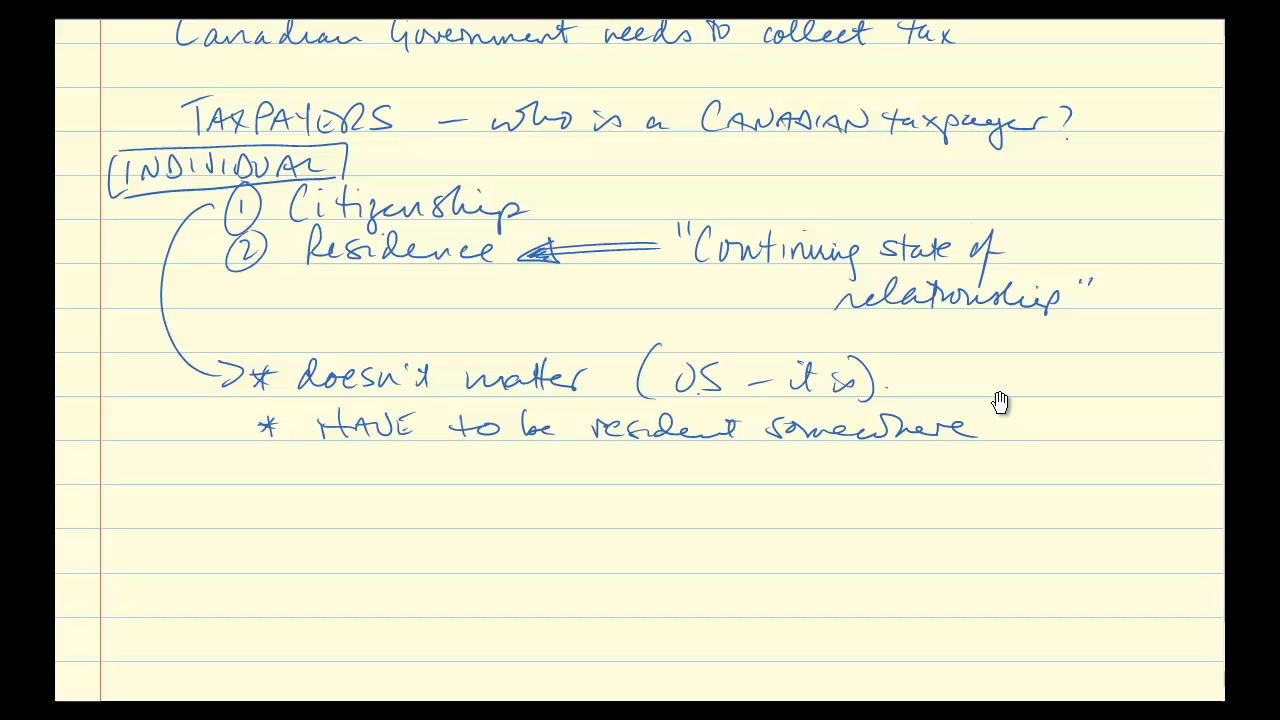 Canadian Government needs to collect tax
TAXPAYERS - who is a CANADIAN taxpayer?
INDIVIDUAL
① Citizenship
② Residence ⟸ "Continuing state of
relationship"
* doesn't matter (US - it is).
* HAVE to be resident somewhere